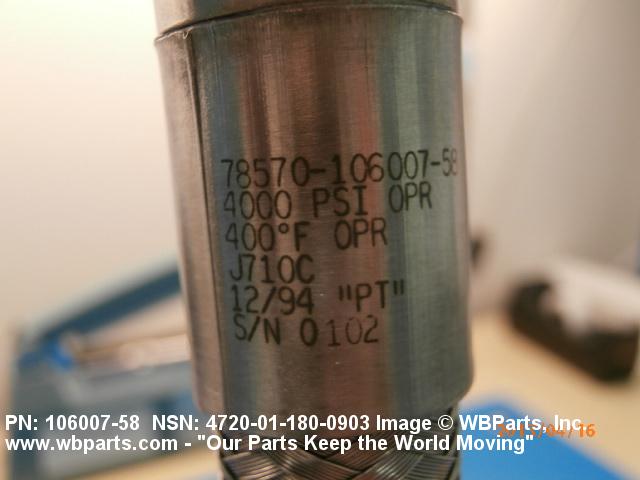 78570-106007-58
4000 PSI OPR
400°F OPR
J710C
12/94 "PT"
S/N 0102
PN: 106007-58 NSN: 4720-01-180-0903 Image © WBParts, Inc.
www.wbparts.com - "Our Parts Keep the World Moving"